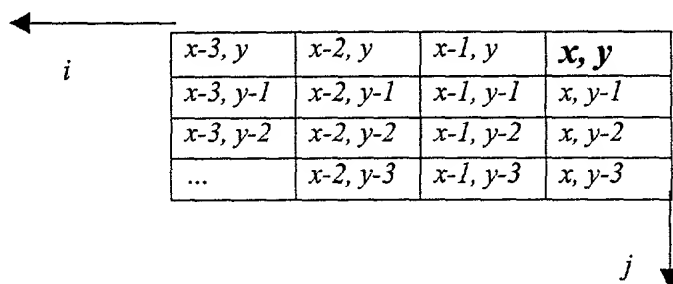 x-3, y x-2, y x-1, y x, y
i
x-3, y-1 x-2, y-1 x-1, y-1 x, y-1
x-3, y-2 x-2, y-2 x-1, y-2 x, y-2
... x-2, y-3 x-1, y-3 x, y-3
j